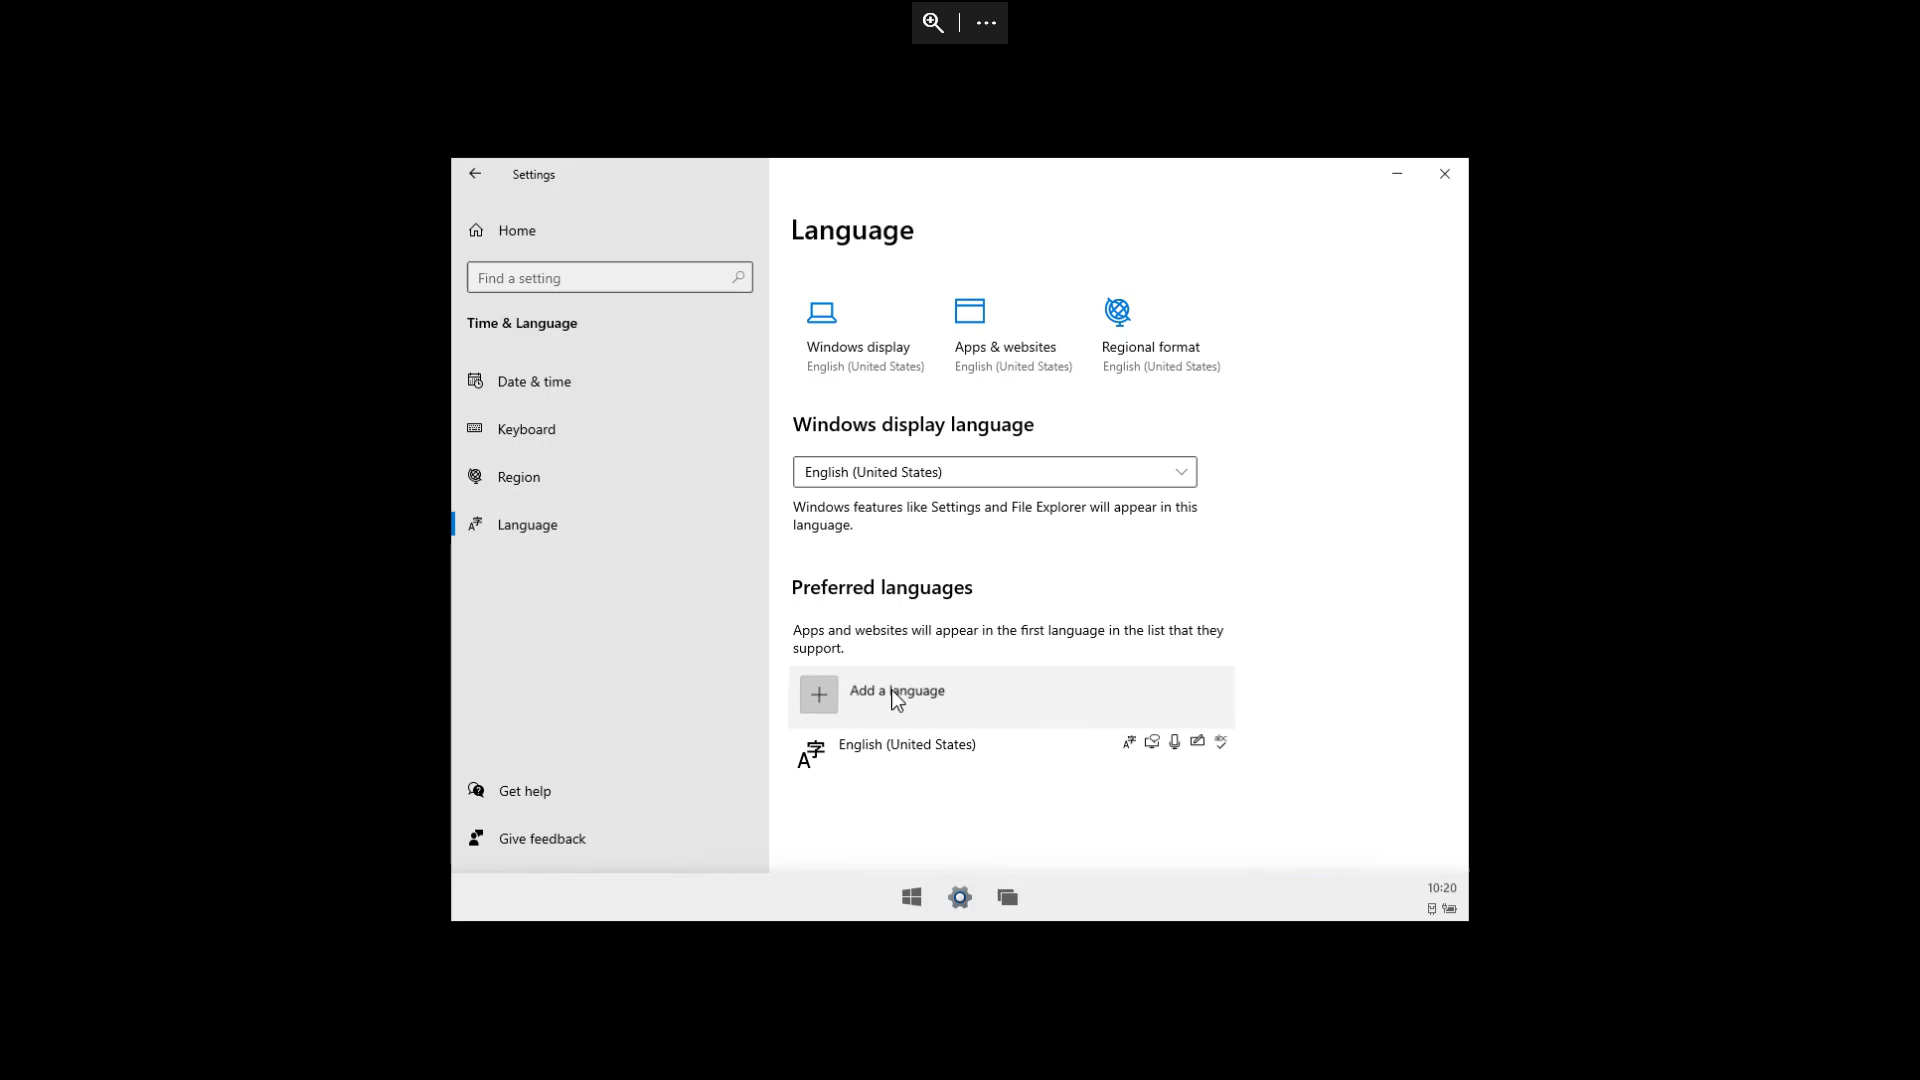 Settings
Home
Find a setting
Time & Language
Date & time
Keyboard
Region
Language
Get help
Give feedback
Language
Windows display
English (United States)
Apps & websites
English (United States)
Regional format
English (United States)
Windows display language
English (United States)
Windows features like Settings and File Explorer will appear in this
language.
Preferred languages
Apps and websites will appear in the first language in the list that they
support.
Add a language
English (United States)
10:20